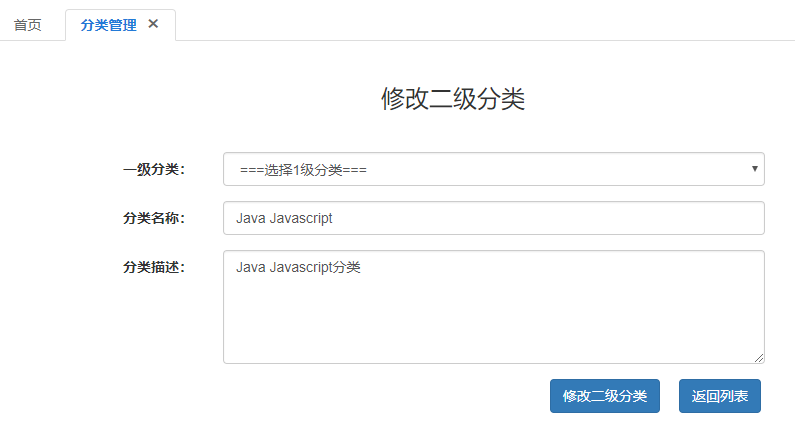 首页 分类管理 ✕
修改二级分类
一级分类： ===选择1级分类===
分类名称： Java Javascript
分类描述： Java Javascript分类
修改二级分类 返回列表